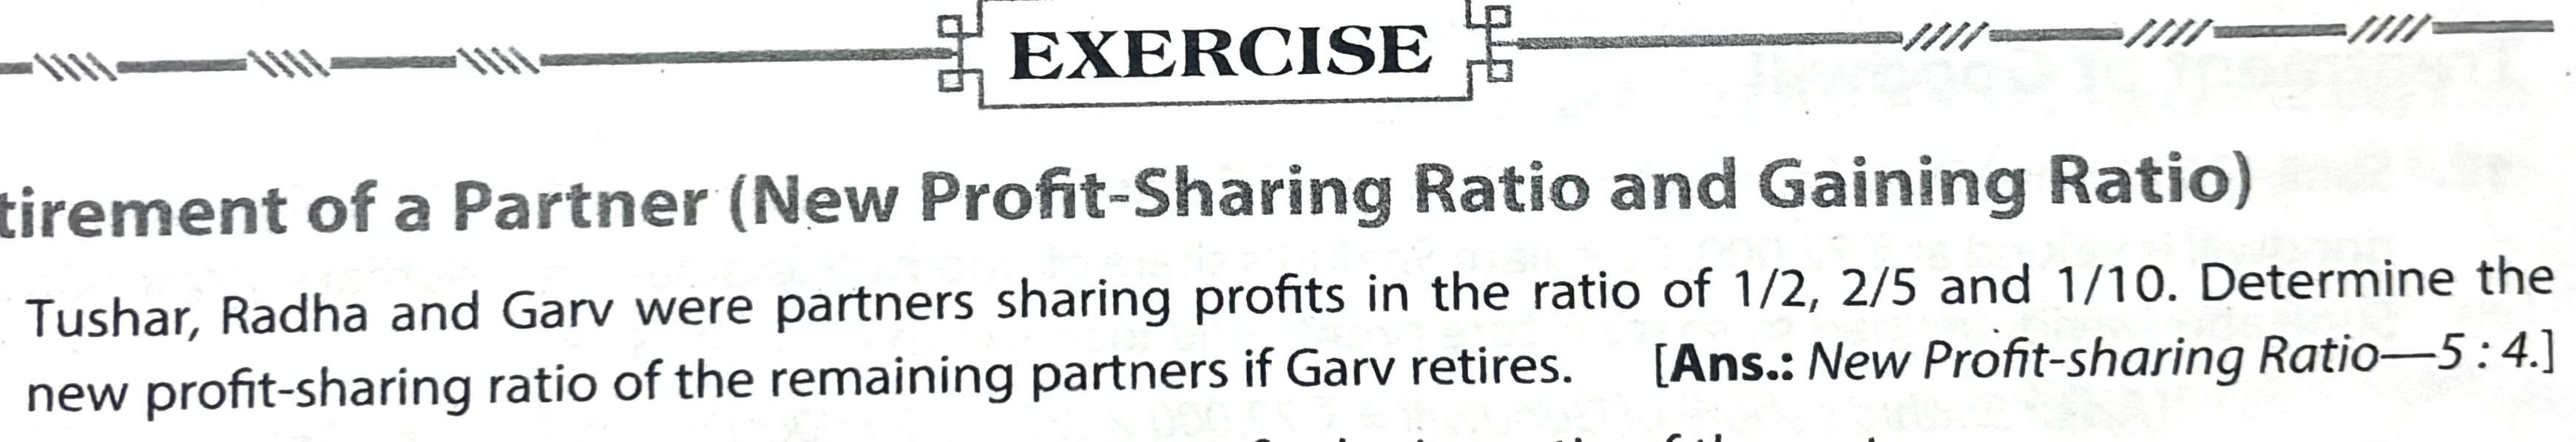 EXERCISE
tirement of a Partner (New Profit-Sharing Ratio and Gaining Ratio)
Tushar, Radha and Garv were partners sharing profits in the ratio of 1/2, 2/5 and 1/10. Determine the
new profit-sharing ratio of the remaining partners if Garv retires. [Ans.: New Profit-sharing Ratio—5 : 4.]